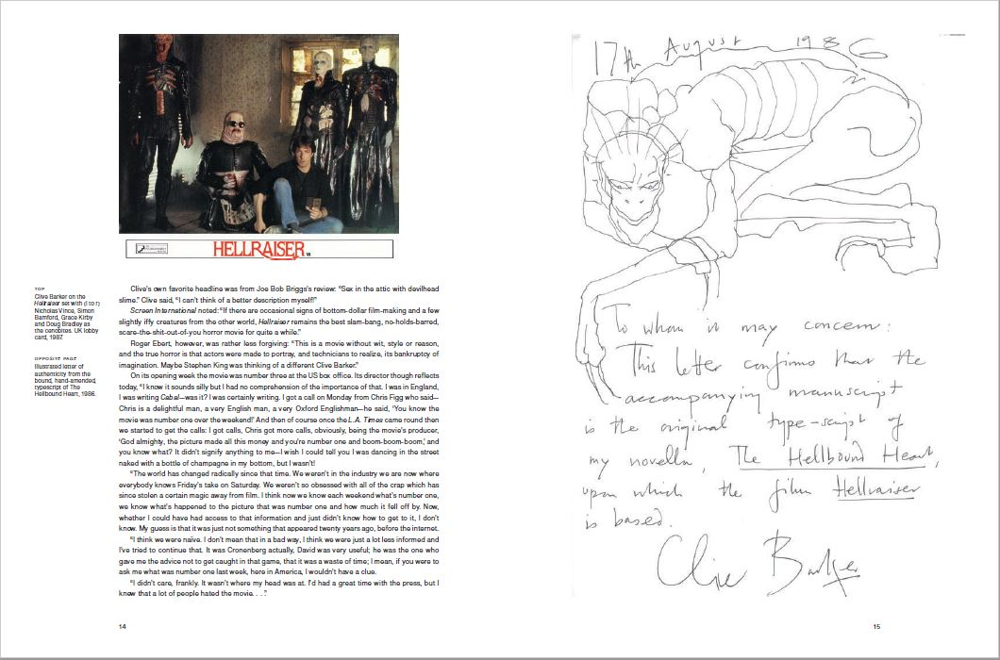 HELLRAISER
TOP
Clive Barker on the
Hellraiser set with (l to r)
Nicholas Vince, Simon
Bamford, Grace Kirby
and Doug Bradley as
the cenobites. UK lobby
card, 1987.
OPPOSITE PAGE
Illustrated letter of
authenticity from the
bound, hand-amended,
typescript of The
Hellbound Heart, 1986.
Clive's own favorite headline was from Joe Bob Briggs's review: "Sex in the attic with devilhead
slime." Clive said, "I can't think of a better description myself!"
Screen International noted: "If there are occasional signs of bottom-dollar film-making and a few
slightly iffy creatures from the other world, Hellraiser remains the best slam-bang, no-holds-barred,
scare-the-shit-out-of-you horror movie for quite a while."
Roger Ebert, however, was rather less forgiving: "This is a movie without wit, style or reason,
and the true horror is that actors were made to portray, and technicians to realize, its bankruptcy of
imagination. Maybe Stephen King was thinking of a different Clive Barker."
On its opening week the movie was number three at the US box office. Its director though reflects
today, "I know it sounds silly but I had no comprehension of the importance of that. I was in England,
I was writing Cabal—was it? I was certainly writing. I got a call on Monday from Chris Figg who said—
Chris is a delightful man, a very English man, a very Oxford Englishman—he said, 'You know the
movie was number one over the weekend!' And then of course once the L.A. Times came round then
we started to get the calls: I got calls, Chris got more calls, obviously, being the movie's producer,
'God almighty, the picture made all this money and you're number one and boom-boom-boom,' and
you know what? It didn't signify anything to me—I wish I could tell you I was dancing in the street
naked with a bottle of champagne in my bottom, but I wasn't!
"The world has changed radically since that time. We weren't in the industry we are now where
everybody knows Friday's take on Saturday. We weren't so obsessed with all of the crap which has
since stolen a certain magic away from film. I think now we know each weekend what's number one,
we know what's happened to the picture that was number one and how much it fell off by. Now,
whether I could have had access to that information and just didn't know how to get to it, I don't
know. My guess is that it was just not something that appeared twenty years ago, before the internet.
"I think we were naïve. I don't mean that in a bad way, I think we were just a lot less informed and
I've tried to continue that. It was Cronenberg actually, David was very useful; he was the one who
gave me the advice not to get caught in that game, that it was a waste of time; I mean, if you were to
ask me what was number one last week, here in America, I wouldn't have a clue.
"I didn't care, frankly. It wasn't where my head was at. I'd had a great time with the press, but I
knew that a lot of people hated the movie. . ."
14
17th August 1986
To whom it may concern:
This letter confirms that the
accompanying manuscript
is the original type-script of
my novella, The Hellbound Heart,
upon which the film Hellraiser
is based.
Clive Barker
15